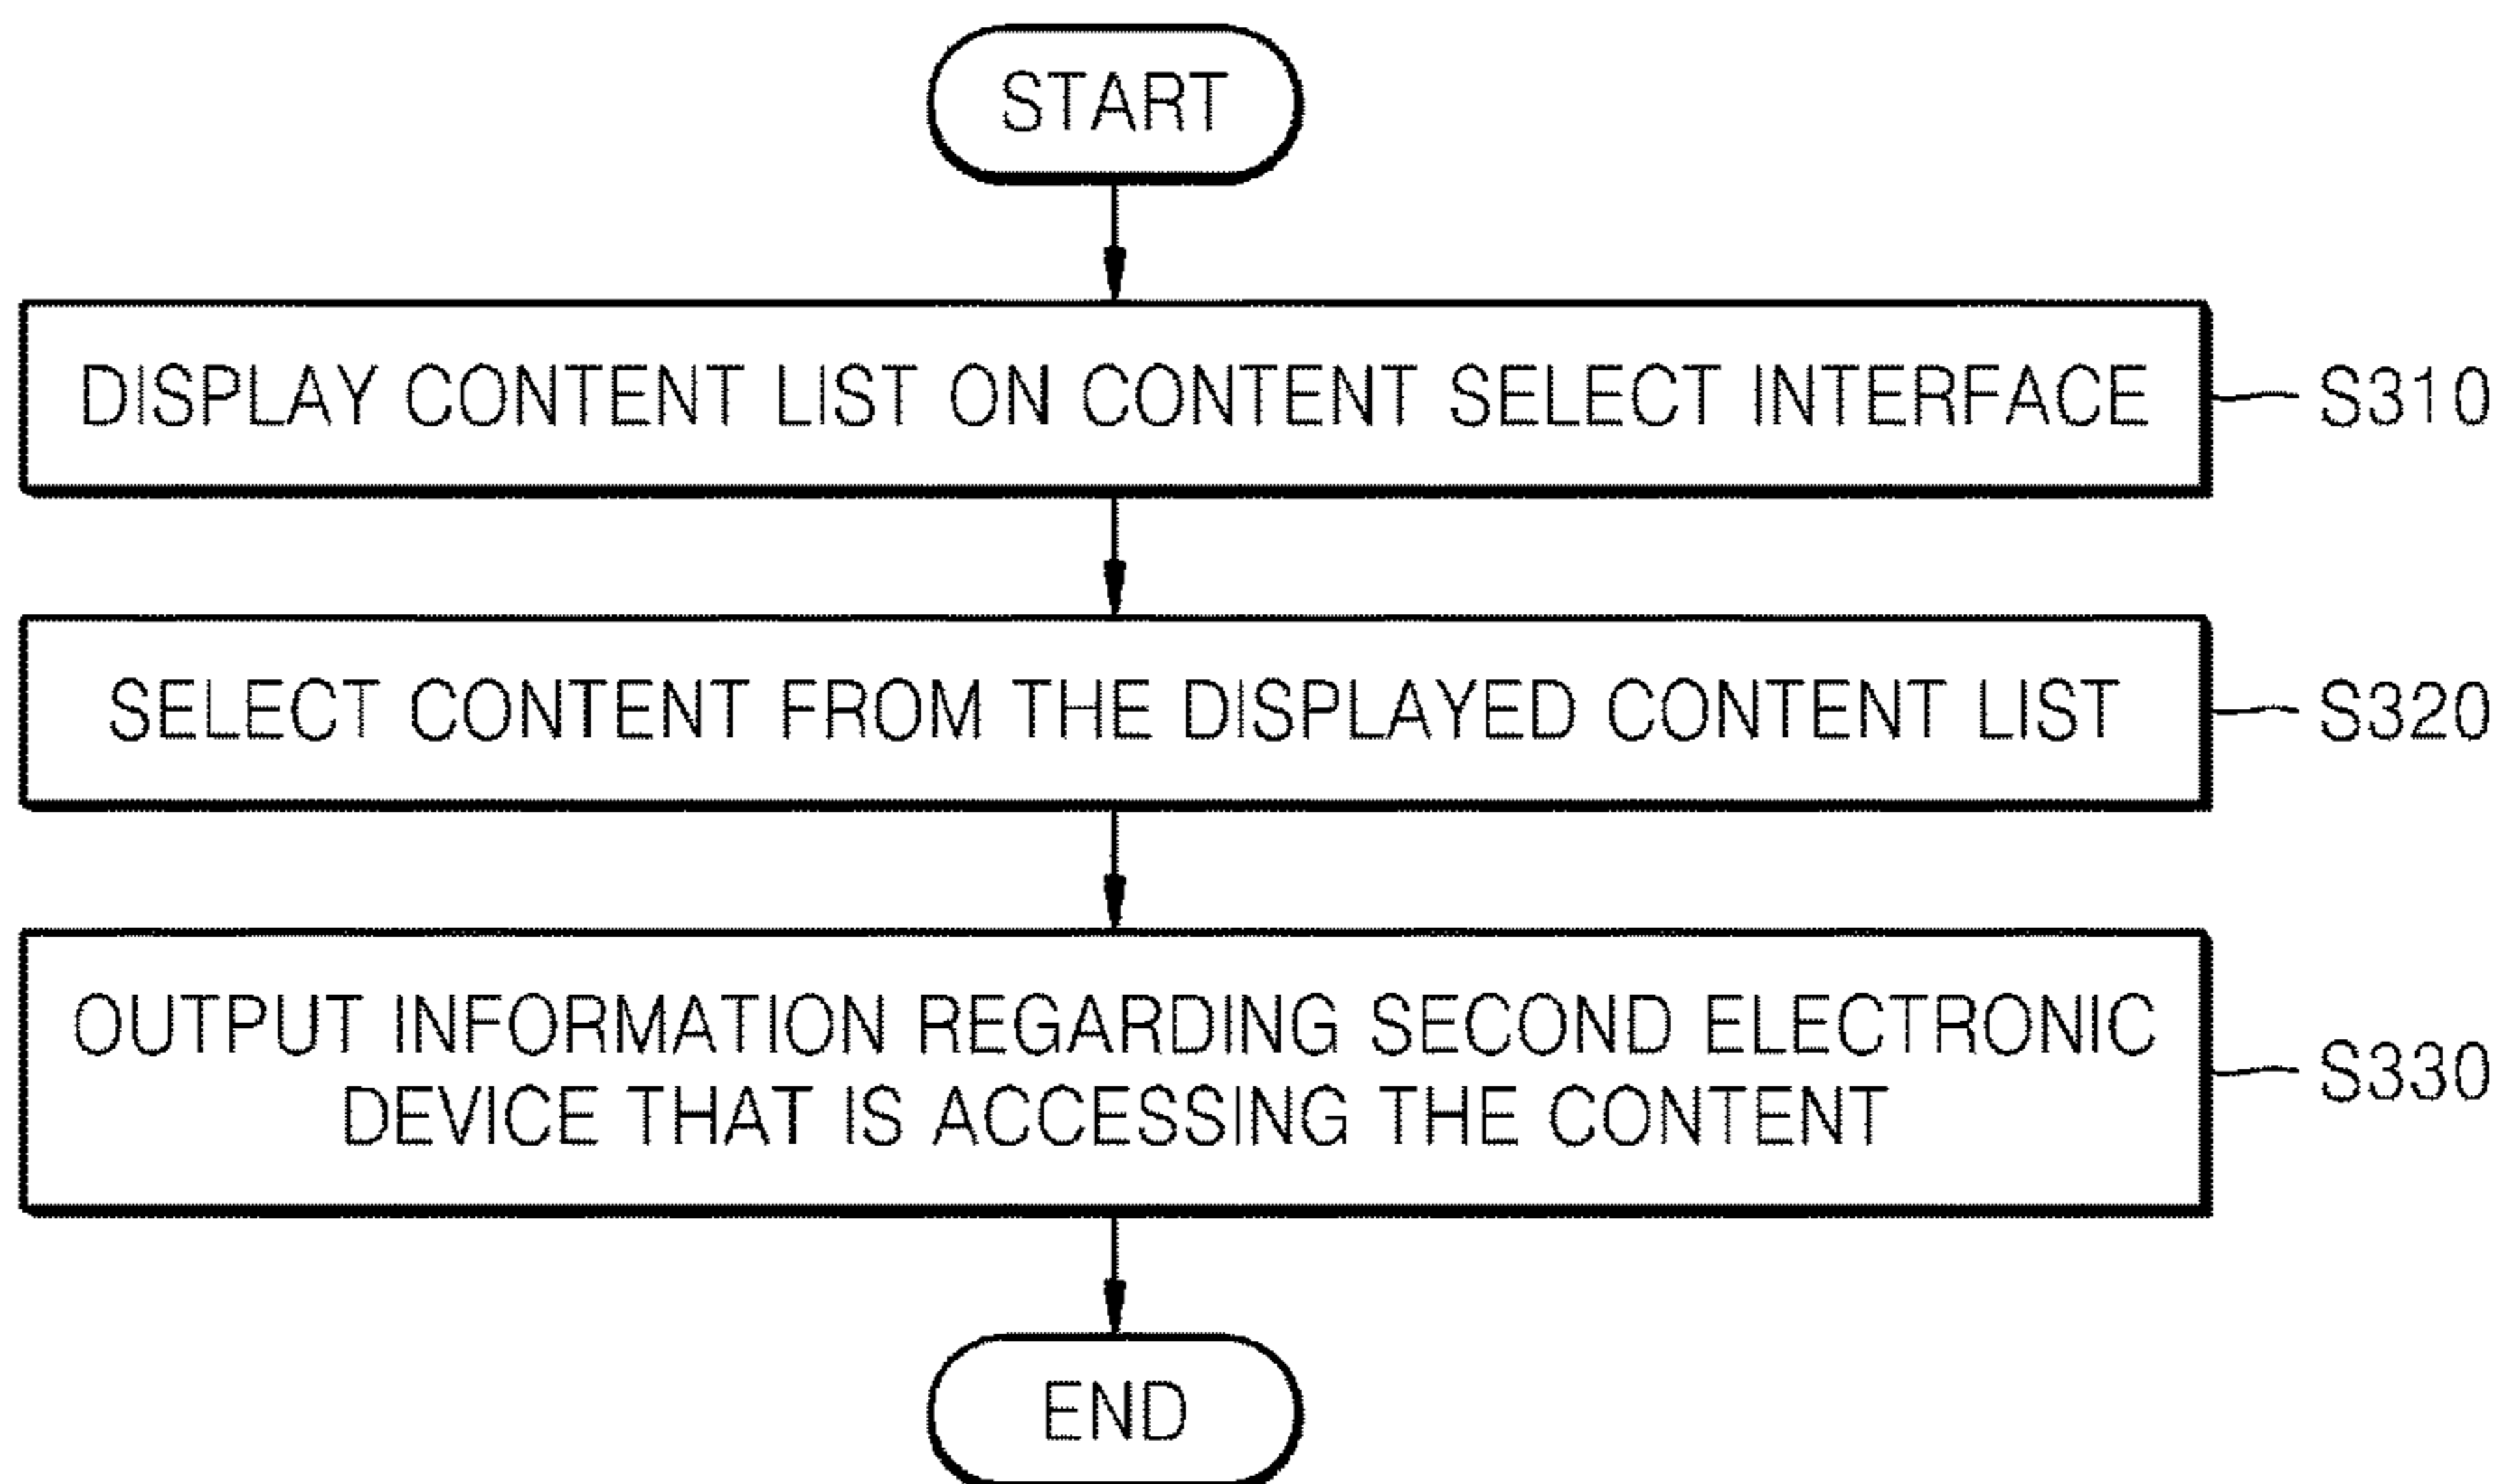 START
DISPLAY CONTENT LIST ON CONTENT SELECT INTERFACE
S310
SELECT CONTENT FROM THE DISPLAYED CONTENT LIST
S320
OUTPUT INFORMATION REGARDING SECOND ELECTRONIC
DEVICE THAT IS ACCESSING THE CONTENT
S330
END